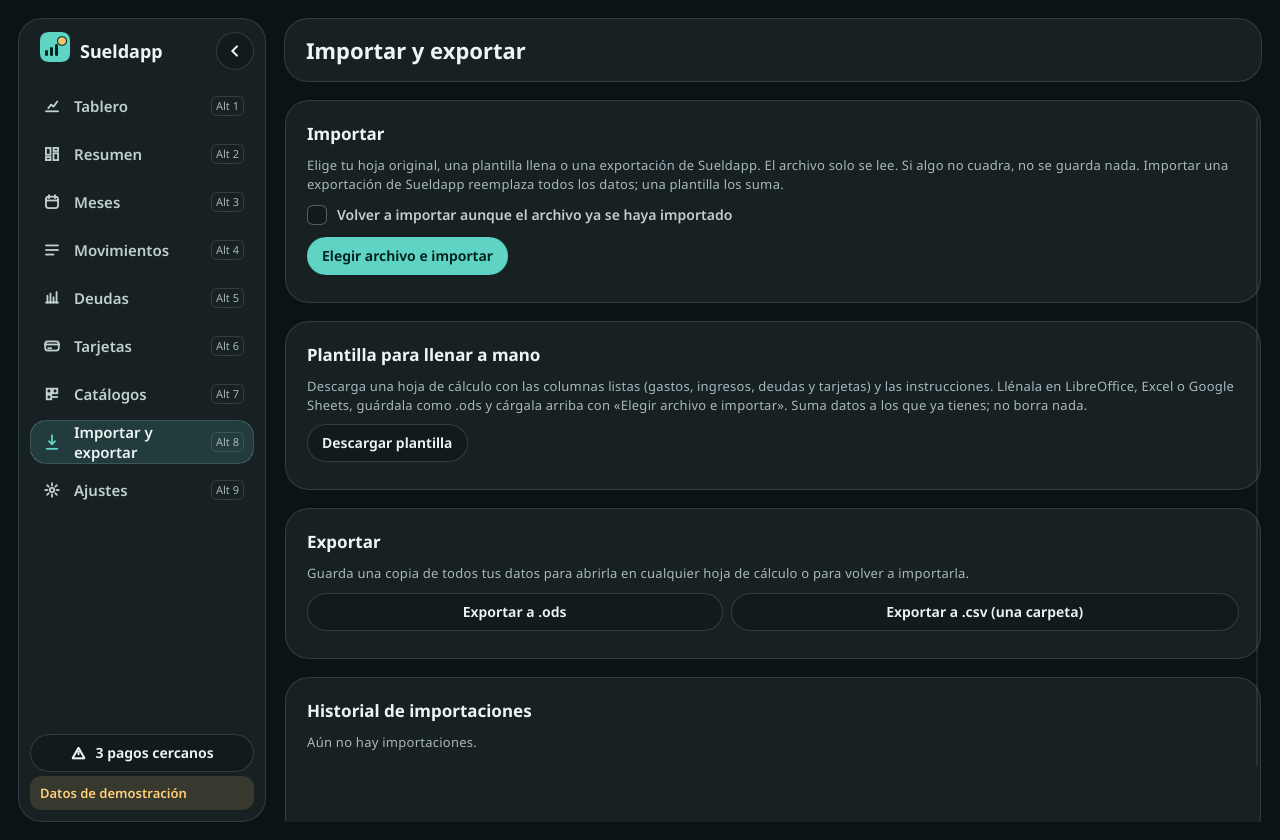 Sueldapp
Tablero Alt 1
Resumen Alt 2
Meses Alt 3
Movimientos Alt 4
Deudas Alt 5
Tarjetas Alt 6
Catálogos Alt 7
Importar y
exportar Alt 8
Ajustes Alt 9
3 pagos cercanos
Datos de demostración
Importar y exportar
Importar
Elige tu hoja original, una plantilla llena o una exportación de Sueldapp. El archivo solo se lee. Si algo no cuadra, no se guarda nada. Importar una
exportación de Sueldapp reemplaza todos los datos; una plantilla los suma.
Volver a importar aunque el archivo ya se haya importado
Elegir archivo e importar
Plantilla para llenar a mano
Descarga una hoja de cálculo con las columnas listas (gastos, ingresos, deudas y tarjetas) y las instrucciones. Llénala en LibreOffice, Excel o Google
Sheets, guárdala como .ods y cárgala arriba con «Elegir archivo e importar». Suma datos a los que ya tienes; no borra nada.
Descargar plantilla
Exportar
Guarda una copia de todos tus datos para abrirla en cualquier hoja de cálculo o para volver a importarla.
Exportar a .ods
Exportar a .csv (una carpeta)
Historial de importaciones
Aún no hay importaciones.